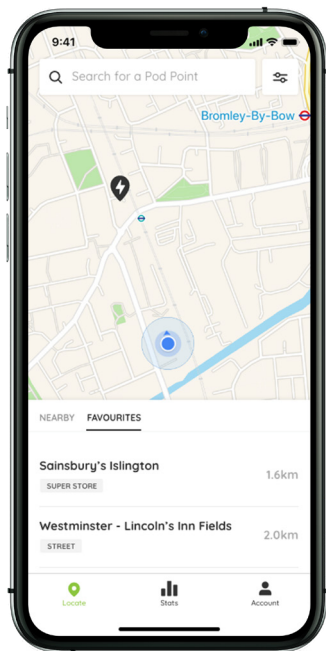 9:41
Search for a Pod Point
Bromley-By-Bow
NEARBY FAVOURITES
Sainsbury's Islington
1.6km
SUPER STORE
Westminster - Lincoln's Inn Fields
2.0km
STREET
Locate Stats Account